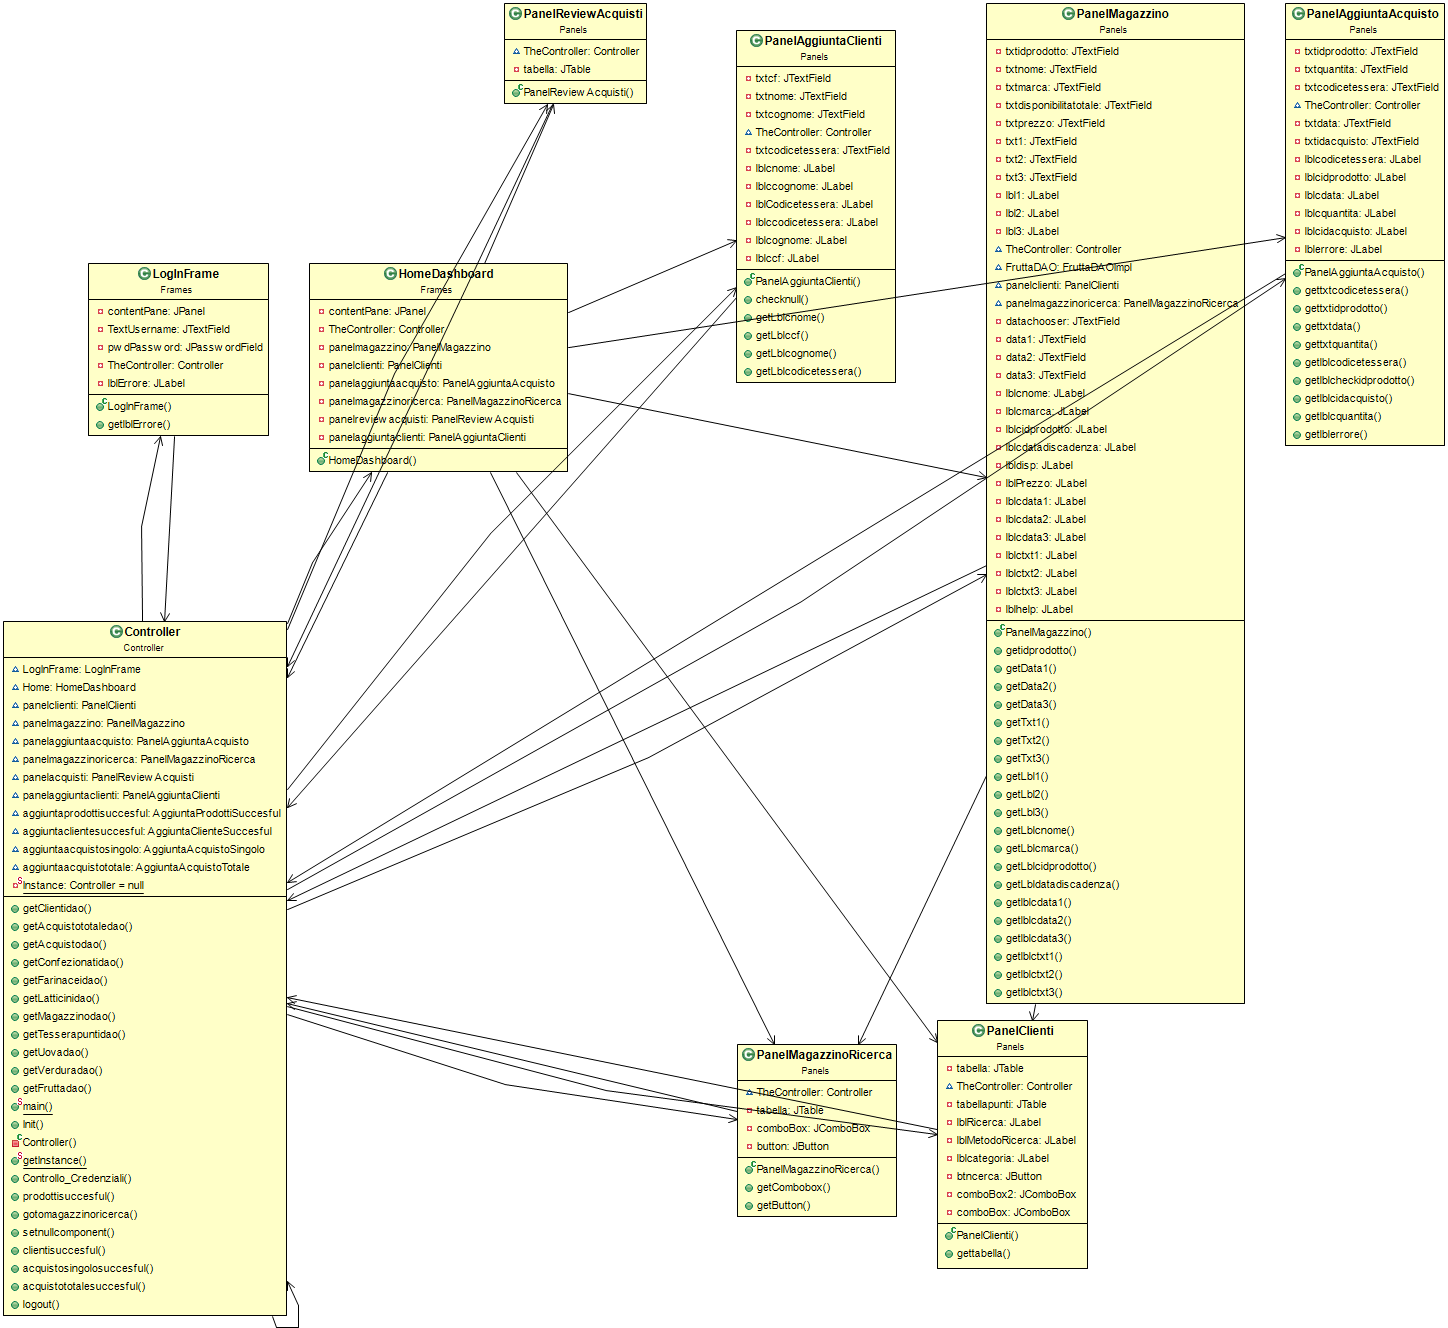 PanelReviewAcquisti
Panels
TheController: Controller
tabella: JTable
PanelReviewAcquisti()
PanelAggiuntaClienti
Panels
txtcf: JTextField
txtnome: JTextField
txtcognome: JTextField
TheController: Controller
txtcodicetessera: JTextField
lblcnome: JLabel
lblccognome: JLabel
lblCodicetessera: JLabel
lblccodicetessera: JLabel
lblcognome: JLabel
lblccf: JLabel
PanelAggiuntaClienti()
checknull()
getLblcnome()
getLblccf()
getLblcognome()
getLblcodicetessera()
PanelMagazzino
Panels
txtidprodotto: JTextField
txtnome: JTextField
txtmarca: JTextField
txtdisponibilitatotale: JTextField
txtprezzo: JTextField
txt1: JTextField
txt2: JTextField
txt3: JTextField
lbl1: JLabel
lbl2: JLabel
lbl3: JLabel
TheController: Controller
FruttaDAO: FruttaDAOImpl
panelclienti: PanelClienti
panelmagazzinoricerca: PanelMagazzinoRicerca
datachooser: JTextField
data1: JTextField
data2: JTextField
data3: JTextField
lblcnome: JLabel
lblcmarca: JLabel
lblcidprodotto: JLabel
lblcdatadiscadenza: JLabel
lbldisp: JLabel
lblPrezzo: JLabel
lblcdata1: JLabel
lblcdata2: JLabel
lblcdata3: JLabel
lblctxt1: JLabel
lblctxt2: JLabel
lblctxt3: JLabel
lblhelp: JLabel
PanelMagazzino()
getidprodotto()
getData1()
getData2()
getData3()
getTxt1()
getTxt2()
getTxt3()
getLbl1()
getLbl2()
getLbl3()
getLblcnome()
getLblcmarca()
getLblcidprodotto()
getLbldatadiscadenza()
getlblcdata1()
getlblcdata2()
getlblcdata3()
getlblctxt1()
getlblctxt2()
getlblctxt3()
PanelAggiuntaAcquisto
Panels
txtidprodotto: JTextField
txtquantita: JTextField
txtcodicetessera: JTextField
TheController: Controller
txtdata: JTextField
txtidacquisto: JTextField
lblcodicetessera: JLabel
lblcidprodotto: JLabel
lblcdata: JLabel
lblcquantita: JLabel
lblcidacquisto: JLabel
lblerrore: JLabel
PanelAggiuntaAcquisto()
gettxtcodicetessera()
gettxtidprodotto()
gettxtdata()
gettxtquantita()
getlblcodicetessera()
getlblcheckidprodotto()
getlblcidacquisto()
getlblcquantita()
getlblerrore()
LogInFrame
Frames
contentPane: JPanel
TextUsername: JTextField
pwdPassword: JPasswordField
TheController: Controller
lblErrore: JLabel
LogInFrame()
getlblErrore()
HomeDashboard
Frames
contentPane: JPanel
TheController: Controller
panelmagazzino: PanelMagazzino
panelclienti: PanelClienti
panelaggiuntaacquisto: PanelAggiuntaAcquisto
panelmagazzinoricerca: PanelMagazzinoRicerca
panelreviewacquisti: PanelReviewAcquisti
panelaggiuntaclienti: PanelAggiuntaClienti
HomeDashboard()
Controller
Controller
LogInFrame: LogInFrame
Home: HomeDashboard
panelclienti: PanelClienti
panelmagazzino: PanelMagazzino
panelaggiuntaacquisto: PanelAggiuntaAcquisto
panelmagazzinoricerca: PanelMagazzinoRicerca
panelacquisti: PanelReviewAcquisti
panelaggiuntaclienti: PanelAggiuntaClienti
aggiuntaprodottisuccesful: AggiuntaProdottiSuccesful
aggiuntaclientesuccesful: AggiuntaClienteSuccesful
aggiuntaacquistosingolo: AggiuntaAcquistoSingolo
aggiuntaacquistototale: AggiuntaAcquistoTotale
Instance: Controller = null
getClientidao()
getAcquistototaledao()
getAcquistodao()
getConfezionatidao()
getFarinaceidao()
getLatticinidao()
getMagazzinodao()
getTesserapuntidao()
getUovadao()
getVerduradao()
getFruttadao()
main()
Init()
Controller()
getInstance()
Controllo_Credenziali()
prodottisuccesful()
gotomagazzinoricerca()
setnullcomponent()
clientisuccesful()
acquistosingolosuccesful()
acquistototalesuccesful()
logout()
PanelMagazzinoRicerca
Panels
TheController: Controller
tabella: JTable
comboBox: JComboBox
button: JButton
PanelMagazzinoRicerca()
getCombobox()
getButton()
PanelClienti
Panels
tabella: JTable
TheController: Controller
tabellapunti: JTable
lblRicerca: JLabel
lblMetodoRicerca: JLabel
lblcategoria: JLabel
btncerca: JButton
comboBox2: JComboBox
comboBox: JComboBox
PanelClienti()
gettabella()